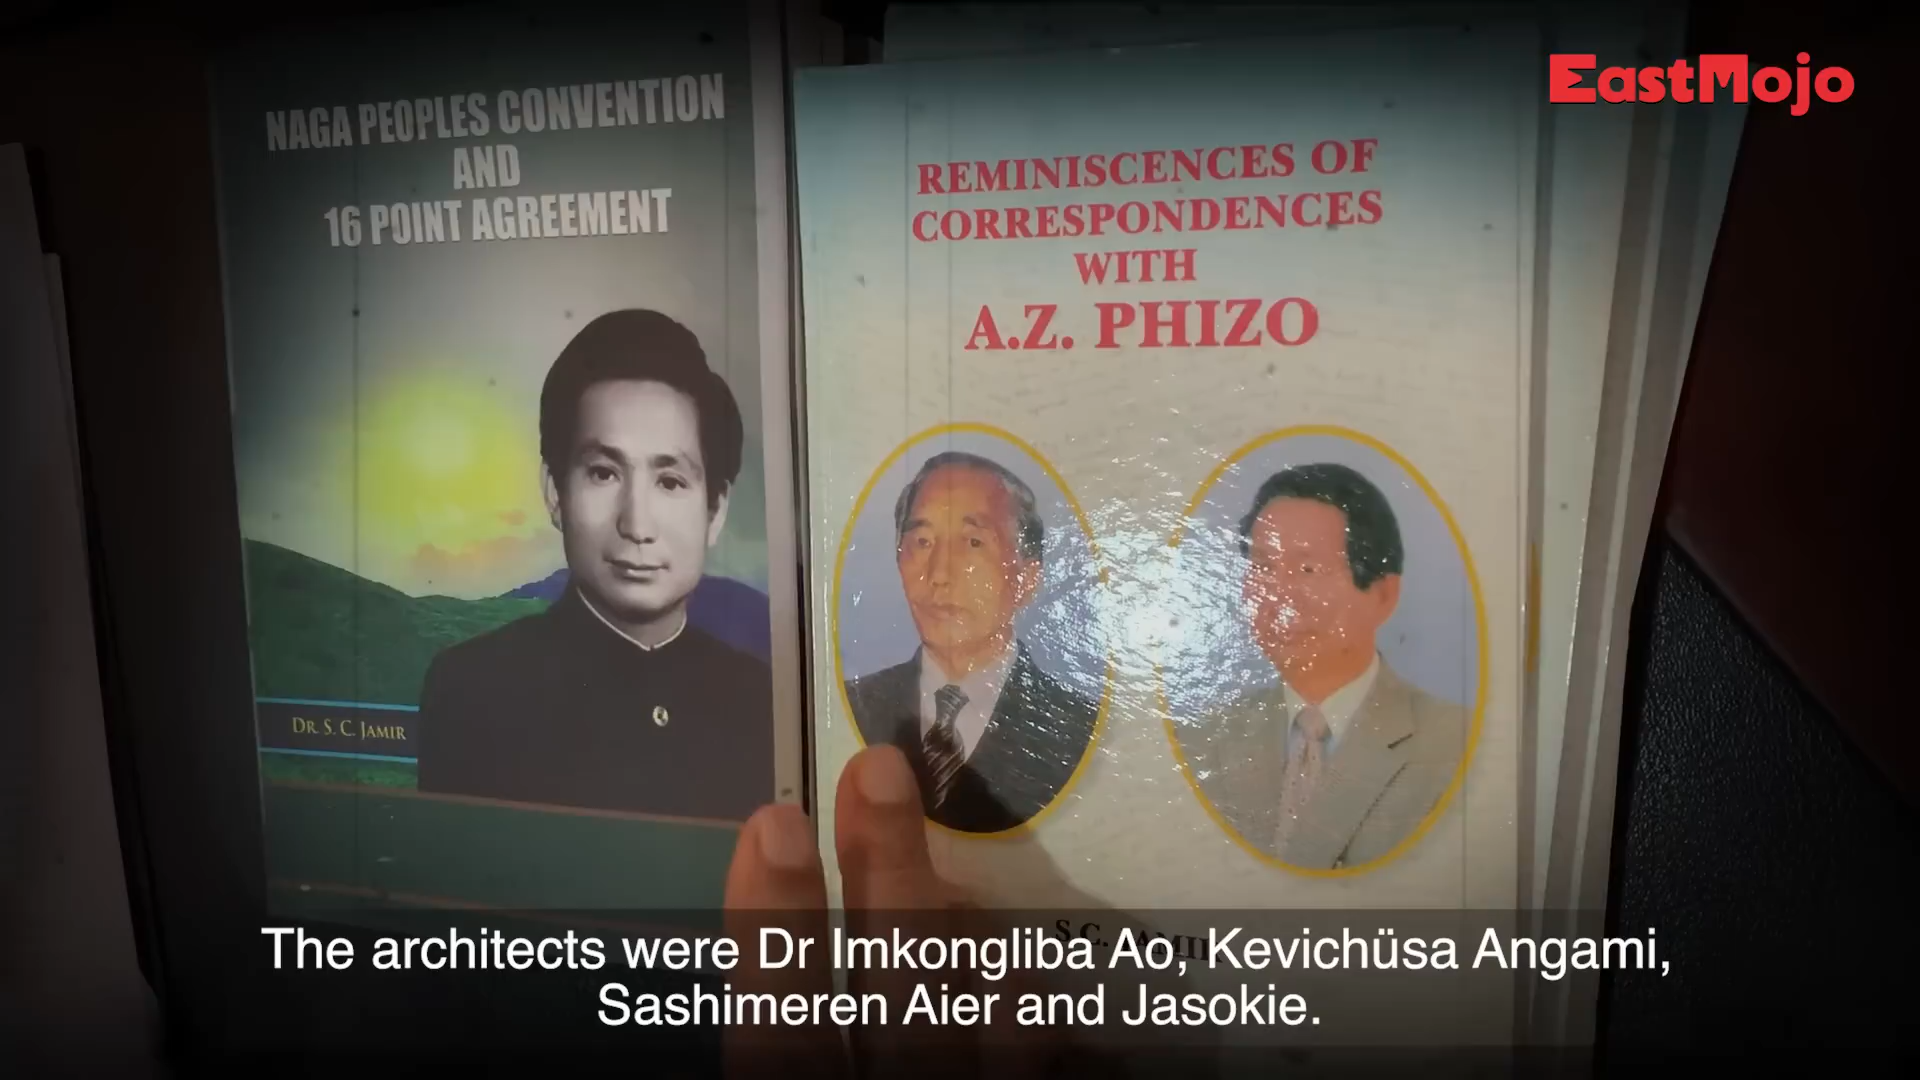 EastMojo
NAGA PEOPLES CONVENTION
AND
16 POINT AGREEMENT
DR. S. C. JAMIR
REMINISCENCES OF
CORRESPONDENCES
WITH
A.Z. PHIZO
S.C. JAMIR
The architects were Dr Imkongliba Ao, Kevichüsa Angami,
Sashimeren Aier and Jasokie.